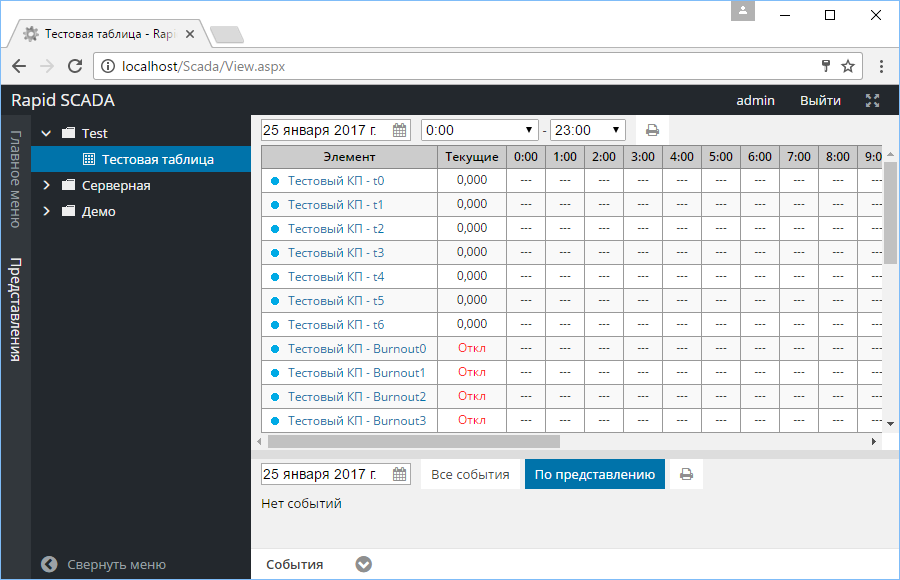 Тестовая таблица - Rapi
localhost/Scada/View.aspx
Rapid SCADA
admin
Выйти
Главное меню
Представления
Test
Тестовая таблица
Серверная
Демо
Свернуть меню
25 января 2017 г. 0:00 - 23:00
Элемент Текущие 0:00 1:00 2:00 3:00 4:00 5:00 6:00 7:00 8:00 9:0
Тестовый КП - t0 0,000 --- --- --- --- --- --- --- --- --- ---
Тестовый КП - t1 0,000 --- --- --- --- --- --- --- --- --- ---
Тестовый КП - t2 0,000 --- --- --- --- --- --- --- --- --- ---
Тестовый КП - t3 0,000 --- --- --- --- --- --- --- --- --- ---
Тестовый КП - t4 0,000 --- --- --- --- --- --- --- --- --- ---
Тестовый КП - t5 0,000 --- --- --- --- --- --- --- --- --- ---
Тестовый КП - t6 0,000 --- --- --- --- --- --- --- --- --- ---
Тестовый КП - Burnout0 Откл --- --- --- --- --- --- --- --- --- ---
Тестовый КП - Burnout1 Откл --- --- --- --- --- --- --- --- --- ---
Тестовый КП - Burnout2 Откл --- --- --- --- --- --- --- --- --- ---
Тестовый КП - Burnout3 Откл --- --- --- --- --- --- --- --- --- ---
25 января 2017 г. Все события По представлению
Нет событий
События